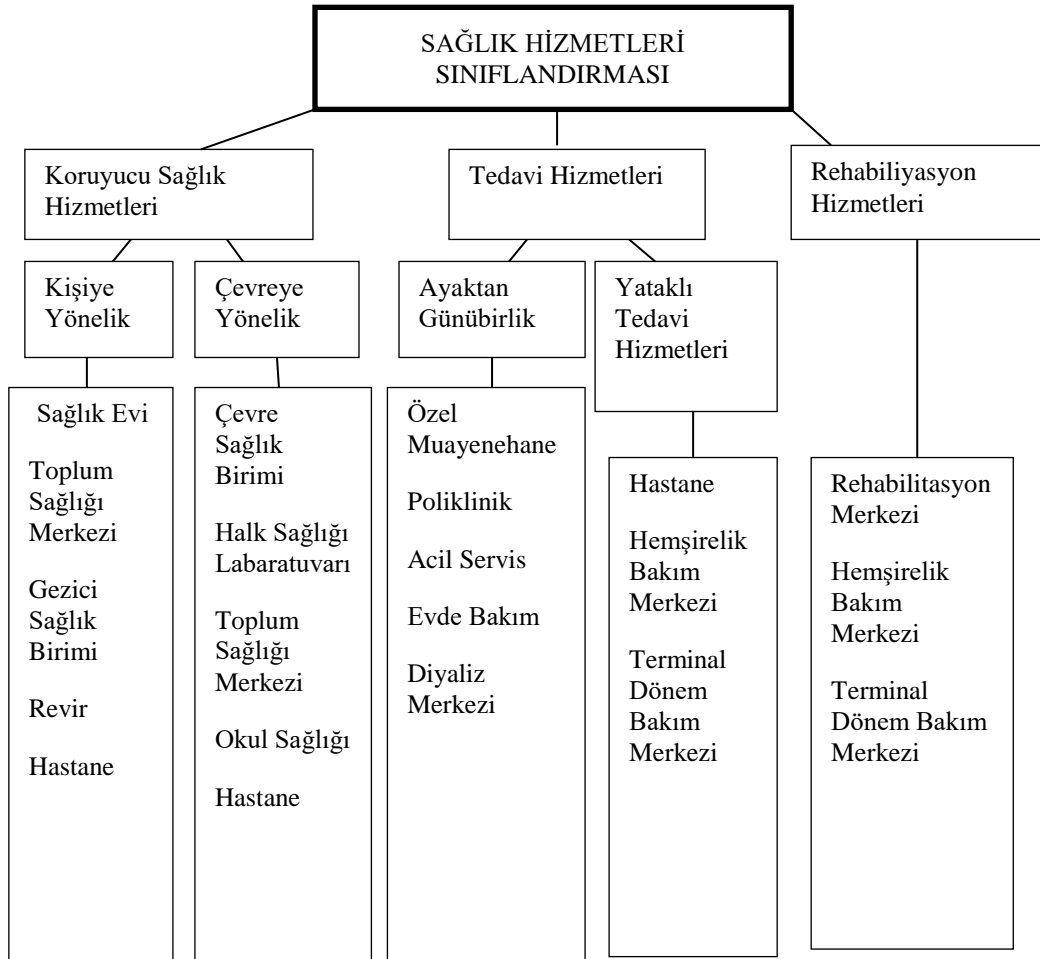 SAĞLIK HİZMETLERİ
SINIFLANDIRMASI
Koruyucu Sağlık
Hizmetleri
Tedavi Hizmetleri
Rehabiliyasyon
Hizmetleri
Kişiye
Yönelik
Çevreye
Yönelik
Ayaktan
Günübirlik
Yataklı
Tedavi
Hizmetleri
Sağlık Evi
Toplum
Sağlığı
Merkezi
Gezici
Sağlık
Birimi
Revir
Hastane
Çevre
Sağlık
Birimi
Halk Sağlığı
Labaratuvarı
Toplum
Sağlığı
Merkezi
Okul Sağlığı
Hastane
Özel
Muayenehane
Poliklinik
Acil Servis
Evde Bakım
Diyaliz
Merkezi
Hastane
Hemşirelik
Bakım
Merkezi
Terminal
Dönem
Bakım
Merkezi
Rehabilitasyon
Merkezi
Hemşirelik
Bakım
Merkezi
Terminal
Dönem Bakım
Merkezi